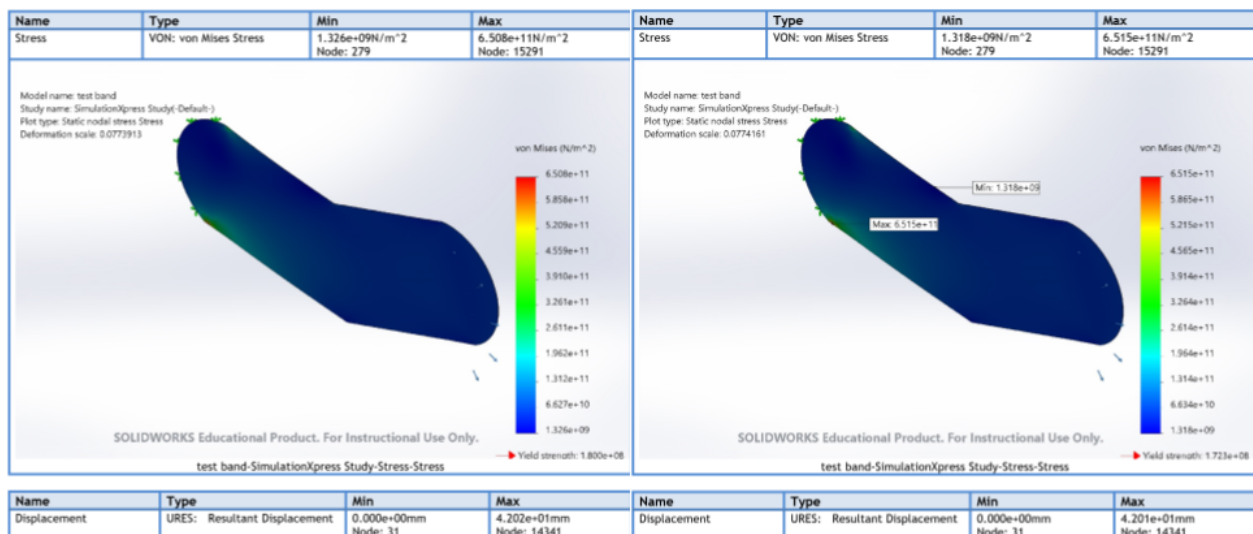 Name Type Min Max
Stress VON: von Mises Stress 1.326e+09N/m^2 6.508e+11N/m^2
Node: 279 Node: 15291
Model name: test band
Study name: SimulationXpress Study(-Default-)
Plot type: Static nodal stress Stress
Deformation scale: 0.0773913
von Mises (N/m^2)
6.508e+11
5.858e+11
5.209e+11
4.559e+11
3.910e+11
3.261e+11
2.611e+11
1.962e+11
1.312e+11
6.627e+10
1.326e+09
SOLIDWORKS Educational Product. For Instructional Use Only.
Yield strength: 1.800e+08
test band-SimulationXpress Study-Stress-Stress
Name Type Min Max
Displacement URES: Resultant Displacement 0.000e+00mm 4.202e+01mm
Node: 31 Node: 14341
Name Type Min Max
Stress VON: von Mises Stress 1.318e+09N/m^2 6.515e+11N/m^2
Node: 279 Node: 15291
Model name: test band
Study name: SimulationXpress Study(-Default-)
Plot type: Static nodal stress Stress
Deformation scale: 0.0774161
von Mises (N/m^2)
6.515e+11
5.865e+11
5.215e+11
4.565e+11
3.914e+11
3.264e+11
2.614e+11
1.964e+11
1.314e+11
6.634e+10
1.318e+09
Min: 1.318e+09
Max: 6.515e+11
SOLIDWORKS Educational Product. For Instructional Use Only.
Yield strength: 1.723e+08
test band-SimulationXpress Study-Stress-Stress
Name Type Min Max
Displacement URES: Resultant Displacement 0.000e+00mm 4.201e+01mm
Node: 31 Node: 14341